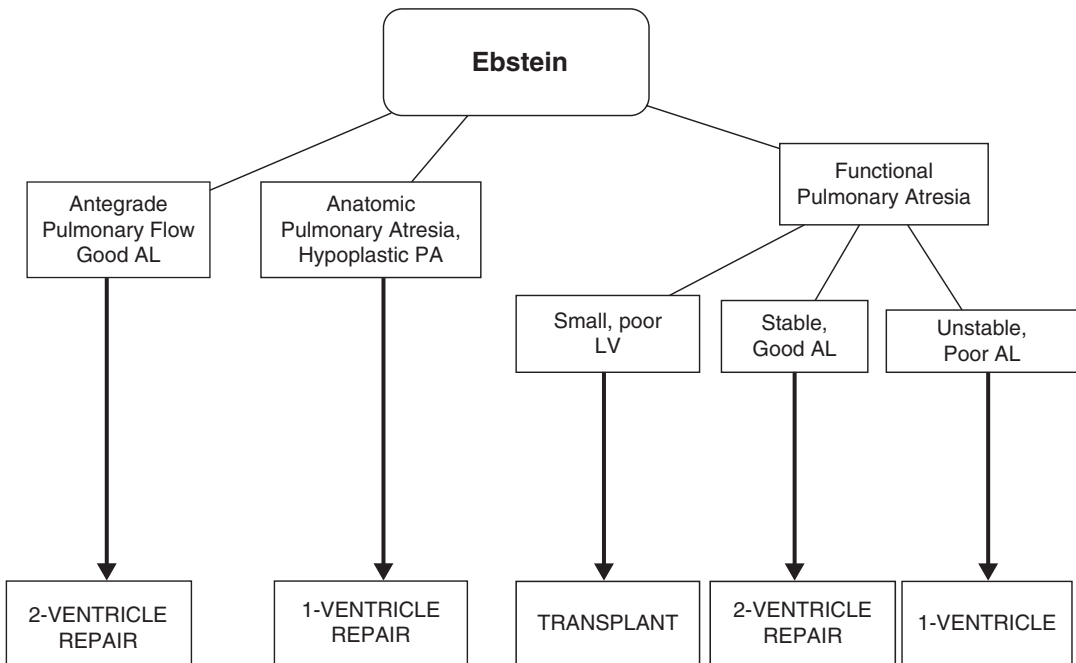 Ebstein
Antegrade
Pulmonary Flow
Good AL
Anatomic
Pulmonary Atresia,
Hypoplastic PA
Functional
Pulmonary Atresia
Small, poor
LV
Stable,
Good AL
Unstable,
Poor AL
2-VENTRICLE
REPAIR
1-VENTRICLE
REPAIR
TRANSPLANT
2-VENTRICLE
REPAIR
1-VENTRICLE